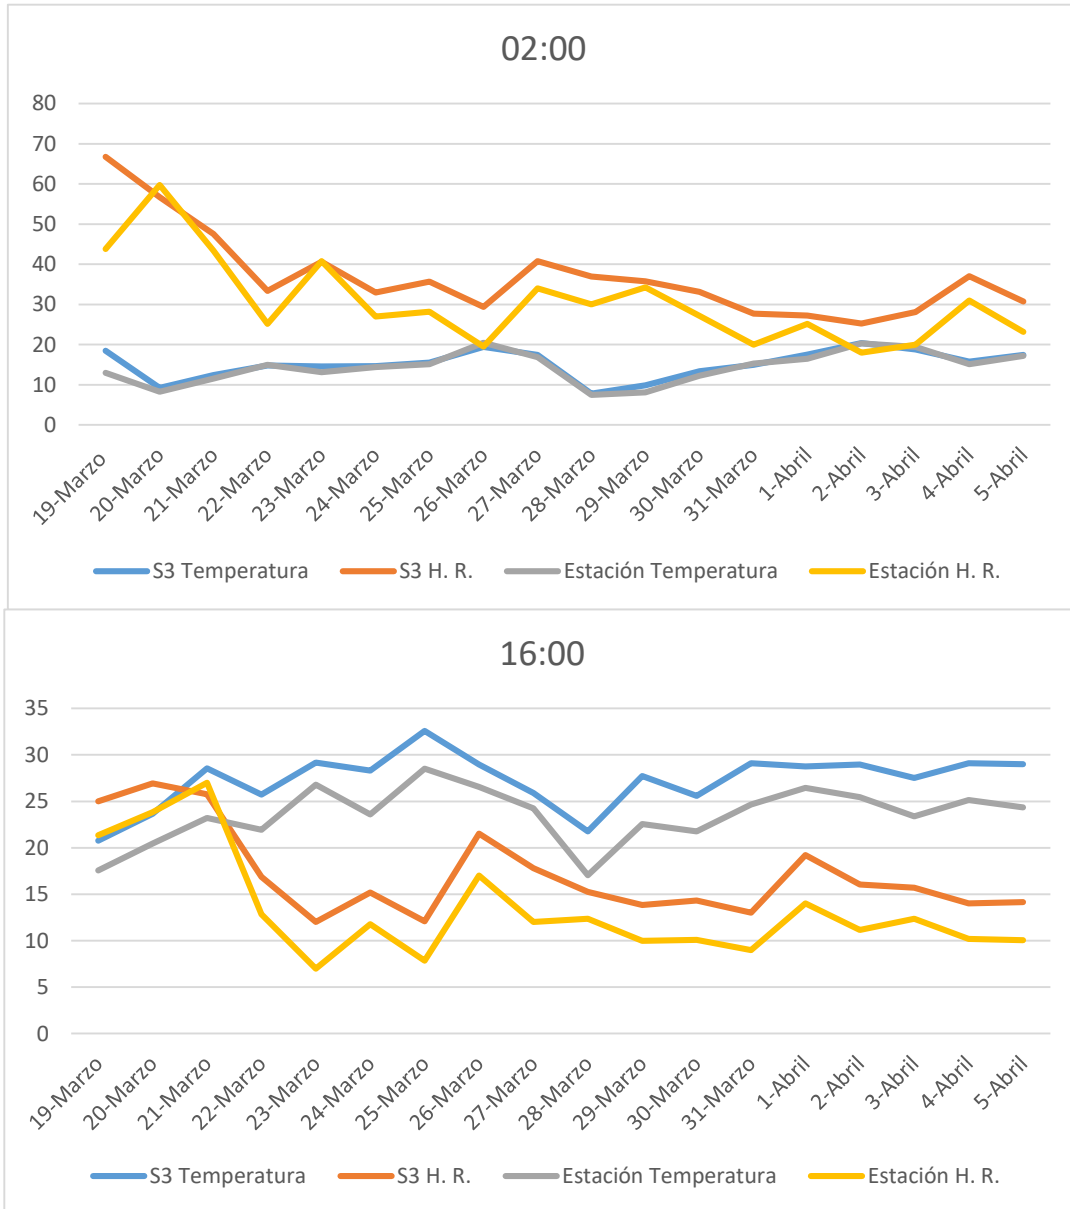 02:00
80
70
60
50
40
30
20
10
0
19-Marzo
20-Marzo
21-Marzo
22-Marzo
23-Marzo
24-Marzo
25-Marzo
26-Marzo
27-Marzo
28-Marzo
29-Marzo
30-Marzo
31-Marzo
1-Abril
2-Abril
3-Abril
4-Abril
5-Abril
S3 Temperatura S3 H. R. Estación Temperatura Estación H. R.
16:00
35
30
25
20
15
10
5
0
19-Marzo
20-Marzo
21-Marzo
22-Marzo
23-Marzo
24-Marzo
25-Marzo
26-Marzo
27-Marzo
28-Marzo
29-Marzo
30-Marzo
31-Marzo
1-Abril
2-Abril
3-Abril
4-Abril
5-Abril
S3 Temperatura S3 H. R. Estación Temperatura Estación H. R.